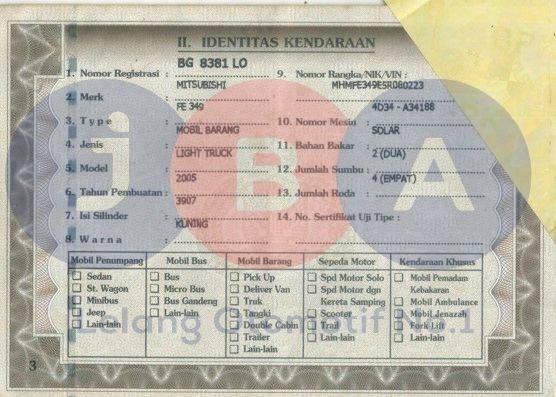 II. IDENTITAS KENDARAAN
1. Nomor Registrasi : BG 8381 LO
2. Merk : MITSUBISHI
3. Type : FE 349
4. Jenis : MOBIL BARANG
5. Model : LIGHT TRUCK
6. Tahun Pembuatan : 2005
7. Isi Silinder : 3907
8. Warna : KUNING
9. Nomor Rangka/NIK/VIN : MHMFE349E5R080223
10. Nomor Mesin : 4D34 - A34188
11. Bahan Bakar : SOLAR
12. Jumlah Sumbu : 2 (DUA)
13. Jumlah Roda : 4 (EMPAT)
14. No. Sertifikat Uji Tipe :
Mobil Penumpang
Sedan
St. Wagon
Minibus
Jeep
Lain-lain
Mobil Bus
Bus
Micro Bus
Bus Gandeng
Lain-lain
Mobil Barang
Pick Up
Deliver Van
Truk
Tangki
Double Cabin
Trailer
Lain-lain
Sepeda Motor
Spd Motor Solo
Spd Motor dgn
Kereta Samping
Scooter
Trail
Lain-lain
Kendaraan Khusus
Mobil Pemadam
Kebakaran
Mobil Ambulance
Mobil Jenazah
Fork Lift
Lain-lain
3
jBA
Lelang Otomotif No.1